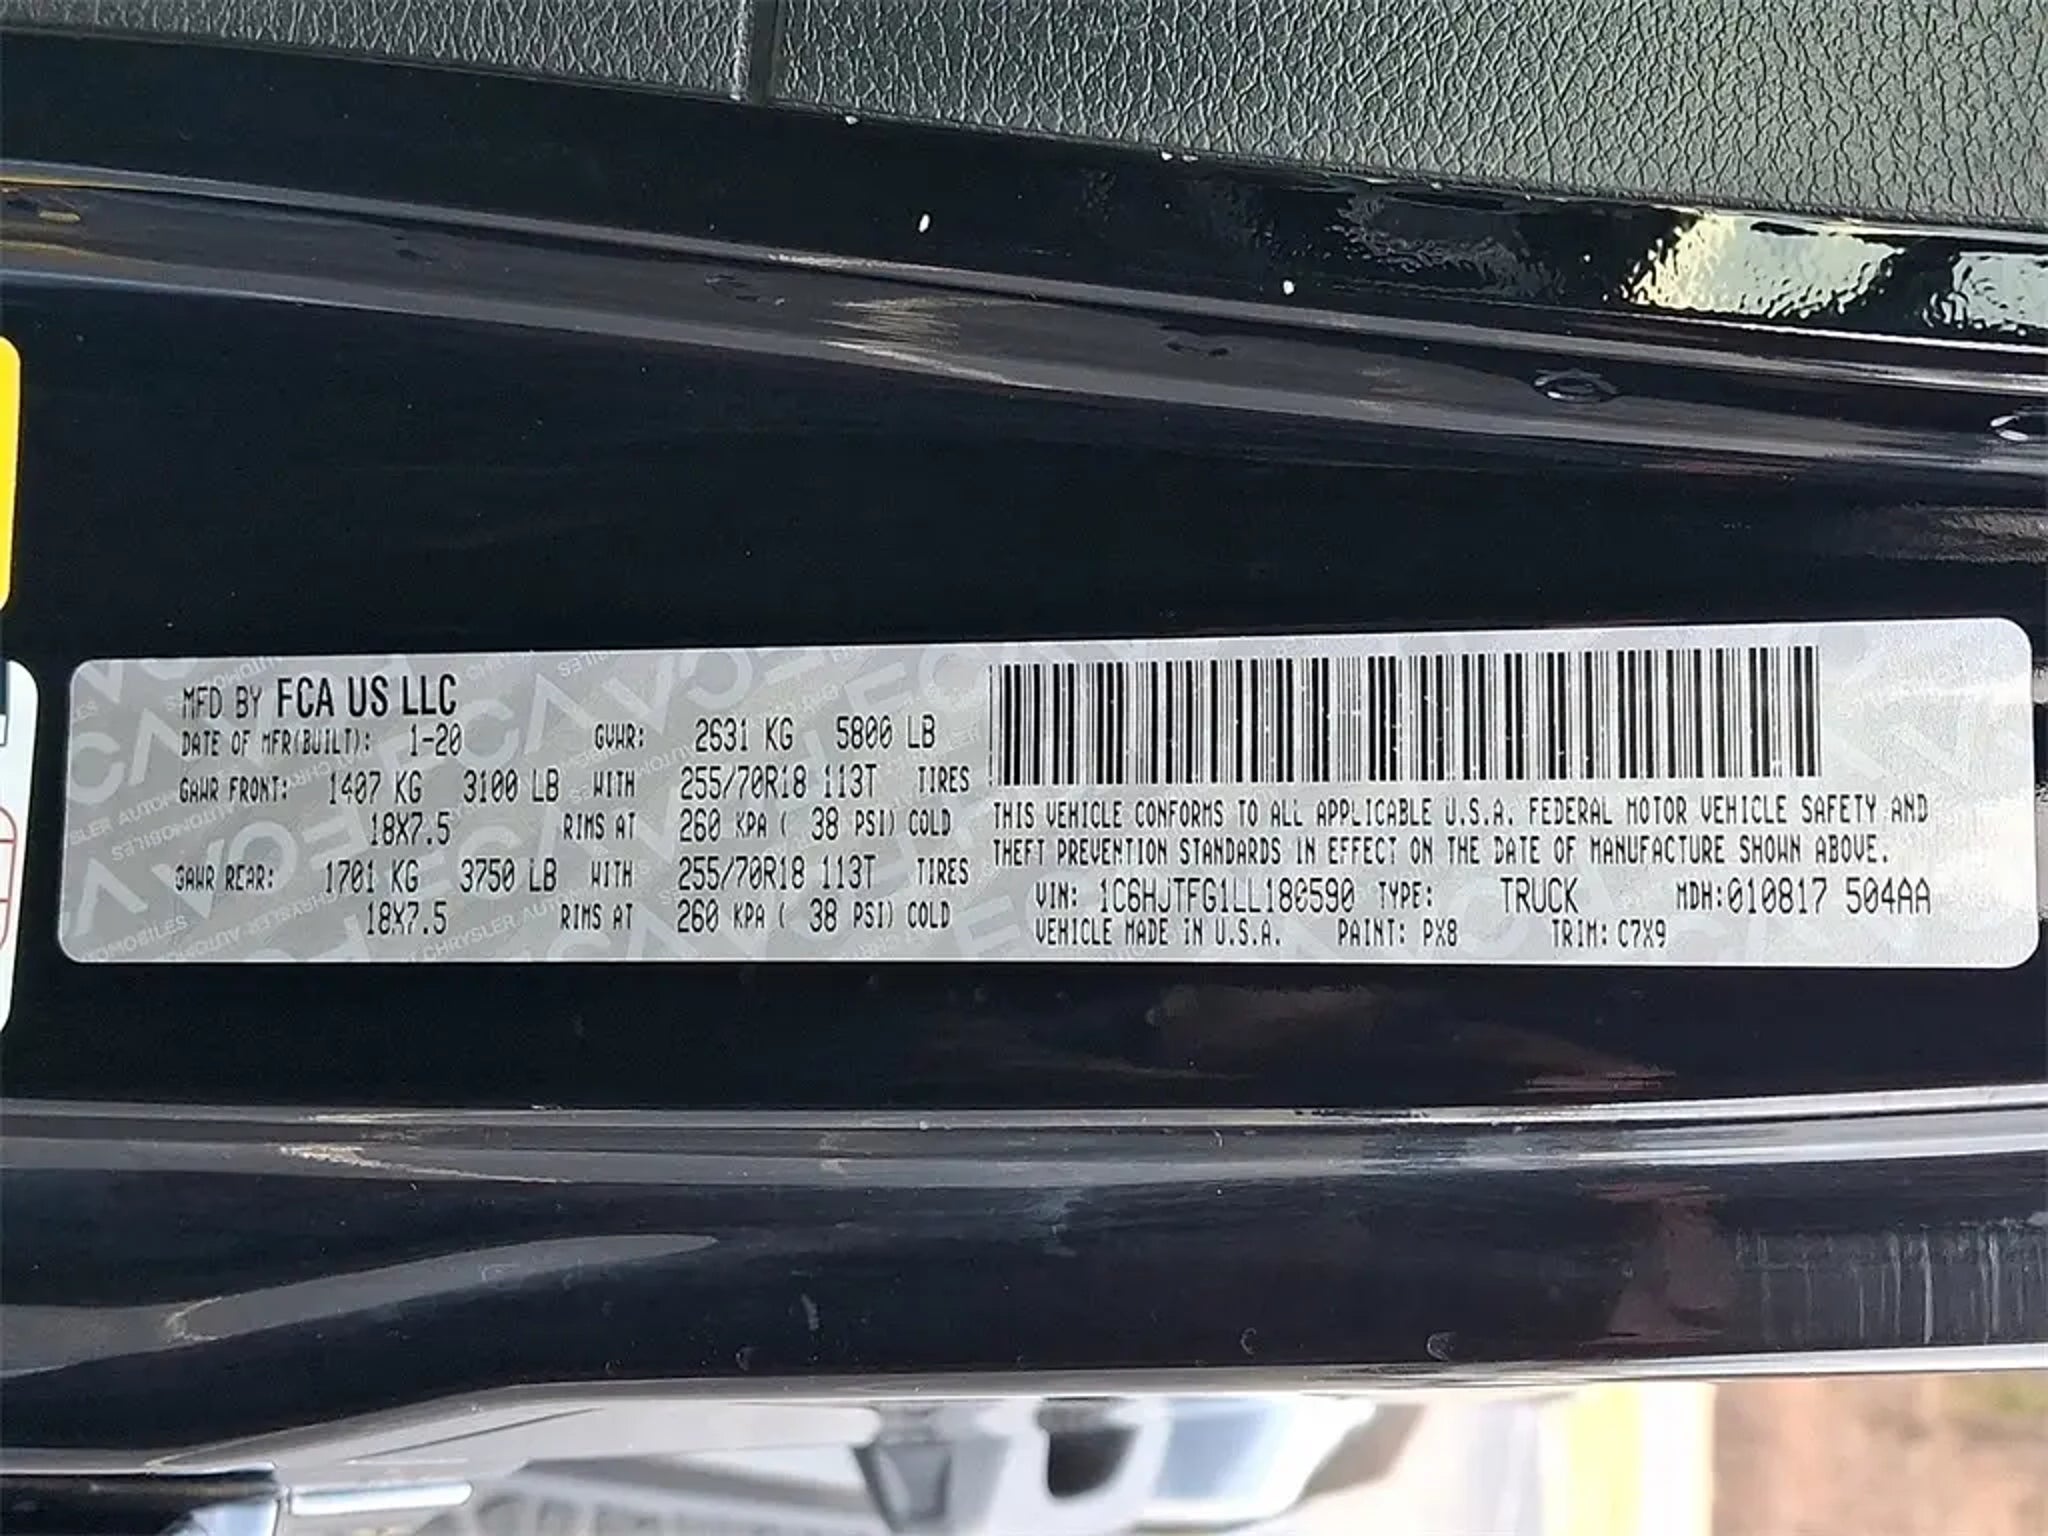 MFD BY FCA US LLC
DATE OF MFR(BUILT): 1-20 GVWR: 2631 KG 5800 LB
GAWR FRONT: 1407 KG 3100 LB WITH 255/70R18 113T TIRES
18X7.5 RIMS AT 260 KPA ( 38 PSI) COLD
GAWR REAR: 1701 KG 3750 LB WITH 255/70R18 113T TIRES
18X7.5 RIMS AT 260 KPA ( 38 PSI) COLD
THIS VEHICLE CONFORMS TO ALL APPLICABLE U.S.A. FEDERAL MOTOR VEHICLE SAFETY AND
THEFT PREVENTION STANDARDS IN EFFECT ON THE DATE OF MANUFACTURE SHOWN ABOVE.
VIN: 1C6HJTFG1LL180590 TYPE: TRUCK MDH:010817 504AA
VEHICLE MADE IN U.S.A. PAINT: PX8 TRIM: C7X9